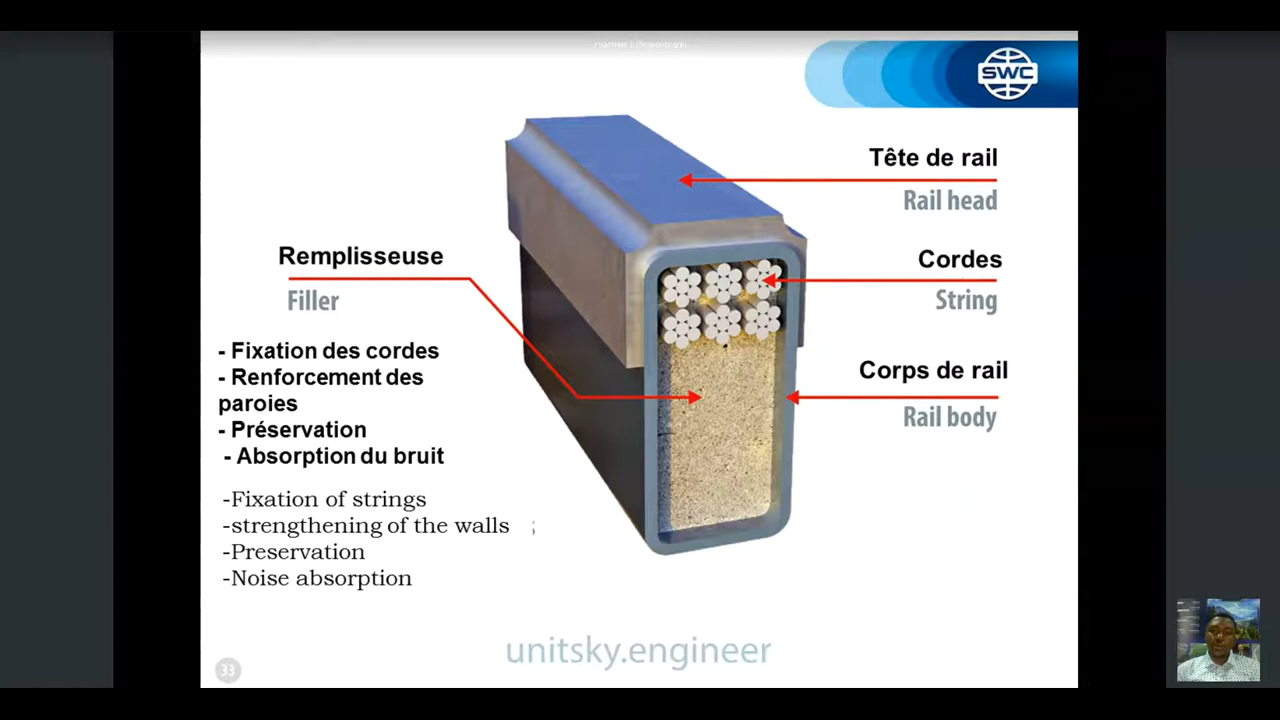 SWC
Tête de rail
Rail head
Remplisseuse
Filler
Cordes
String
- Fixation des cordes
- Renforcement des
paroies
- Préservation
- Absorption du bruit
Corps de rail
Rail body
-Fixation of strings
-strengthening of the walls
-Preservation
-Noise absorption
unitsky.engineer
33